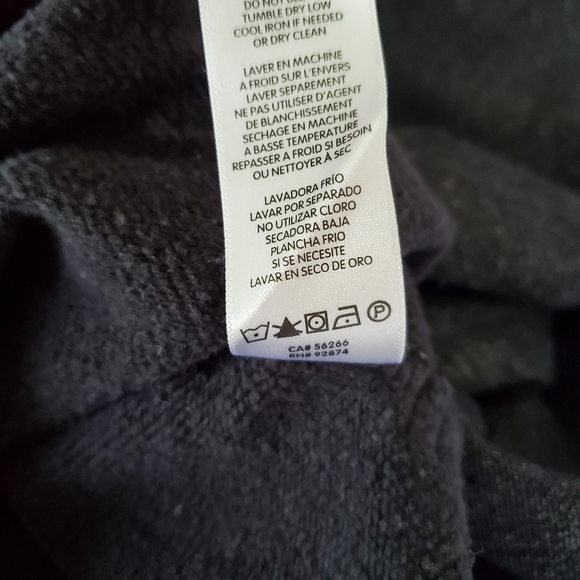 DO NOT BL
TUMBLE DRY LOW
COOL IRON IF NEEDED
OR DRY CLEAN
LAVER EN MACHINE
A FROID SUR L'ENVERS
LAVER SEPAREMENT
NE PAS UTILISER D'AGENT
DE BLANCHISSEMENT
SECHAGE EN MACHINE
A BASSE TEMPERATURE
REPASSER A FROID SI BESOIN
OU NETTOYER À SEC
LAVADORA FRÍO
LAVAR POR SEPARADO
NO UTILIZAR CLORO
SECADORA BAJA
PLANCHA FRIO
SI SE NECESITE
LAVAR EN SECO DE ORO
P
CA# 56266
RN# 92874